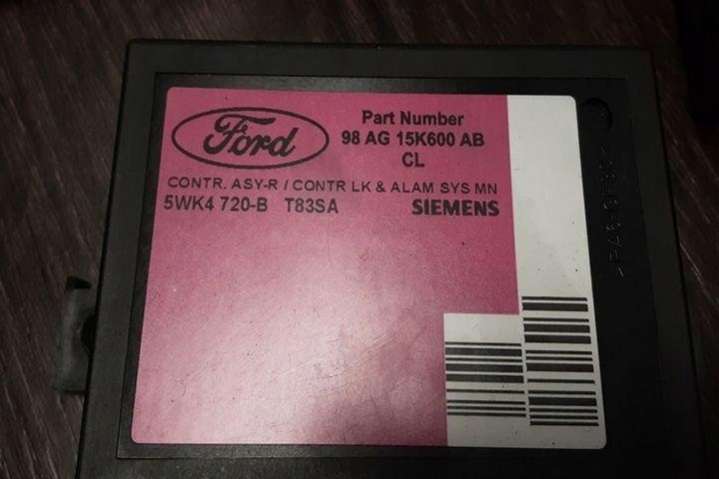 Ford
Part Number
98 AG 15K600 AB
CL
CONTR. ASY-R / CONTR LK & ALAM SYS MN
5WK4 720-B T83SA SIEMENS